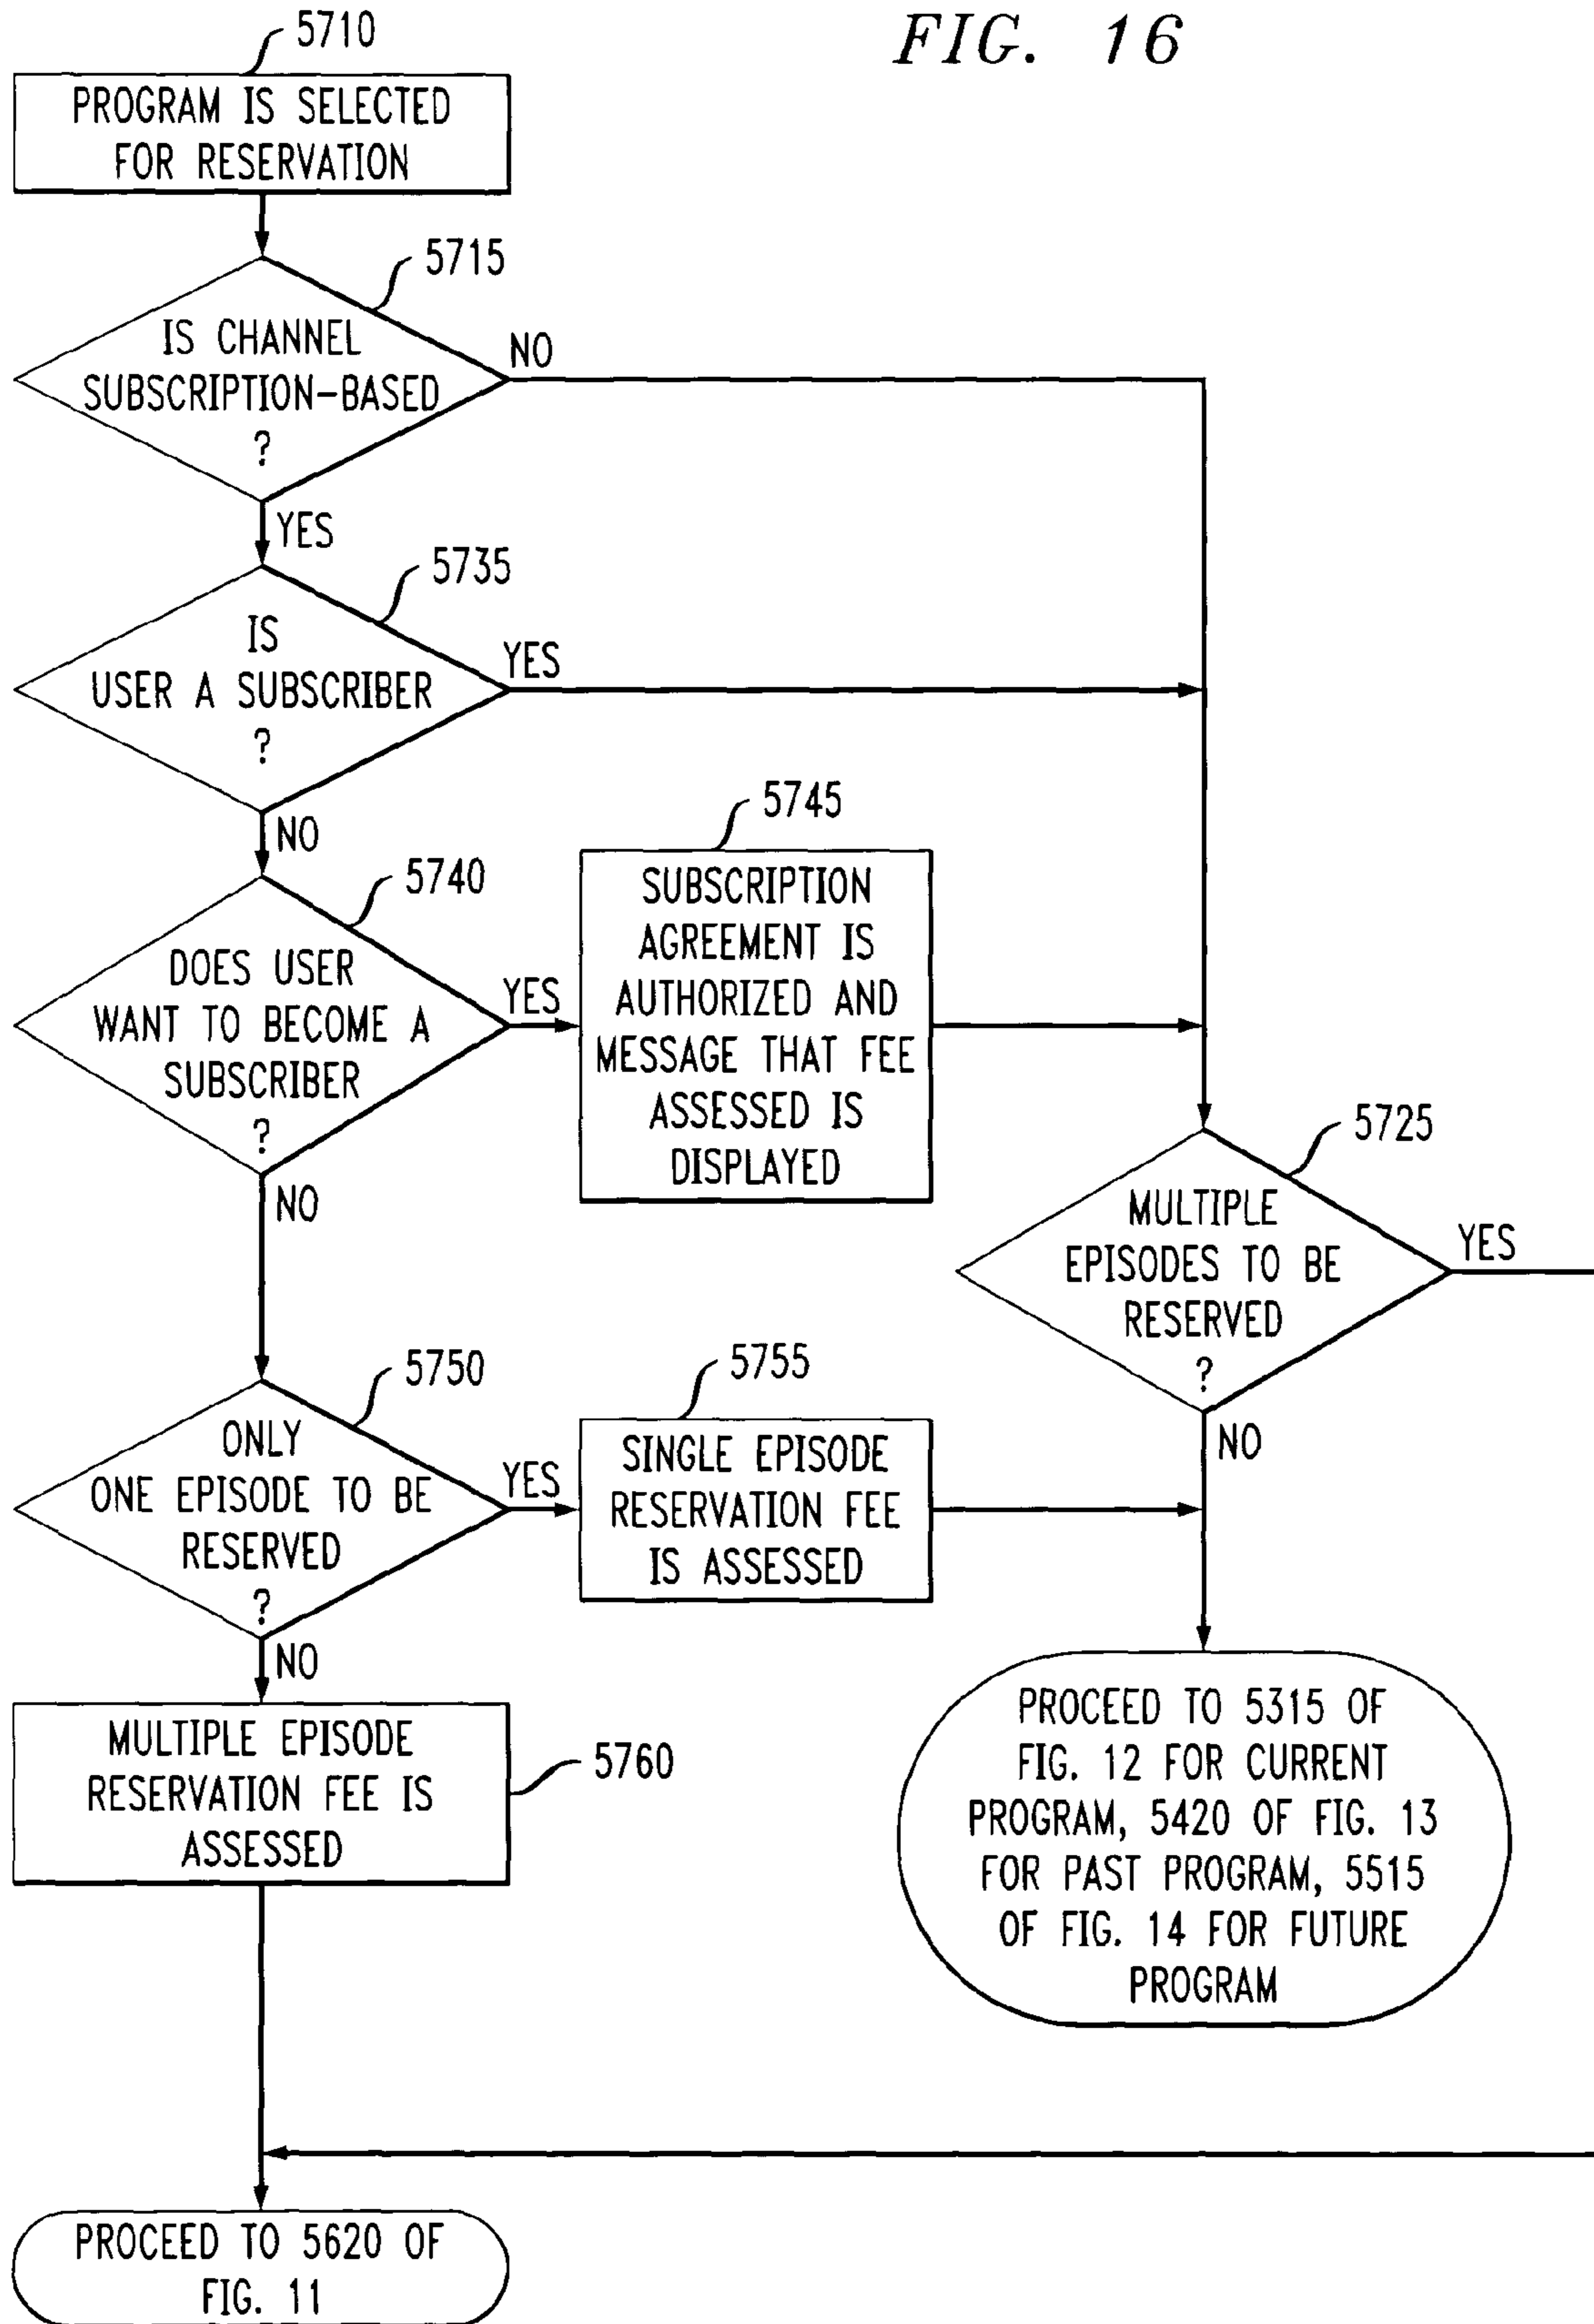 FIG. 16
5710
PROGRAM IS SELECTED
FOR RESERVATION
5715
IS CHANNEL
SUBSCRIPTION-BASED
?
NO
YES
5735
IS
USER A SUBSCRIBER
?
YES
NO
5740
DOES USER
WANT TO BECOME A
SUBSCRIBER
?
YES
NO
5745
SUBSCRIPTION
AGREEMENT IS
AUTHORIZED AND
MESSAGE THAT FEE
ASSESSED IS
DISPLAYED
5725
MULTIPLE
EPISODES TO BE
RESERVED
?
YES
NO
5750
ONLY
ONE EPISODE TO BE
RESERVED
?
YES
NO
5755
SINGLE EPISODE
RESERVATION FEE
IS ASSESSED
5760
MULTIPLE EPISODE
RESERVATION FEE IS
ASSESSED
PROCEED TO 5315 OF
FIG. 12 FOR CURRENT
PROGRAM, 5420 OF FIG. 13
FOR PAST PROGRAM, 5515
OF FIG. 14 FOR FUTURE
PROGRAM
PROCEED TO 5620 OF
FIG. 11